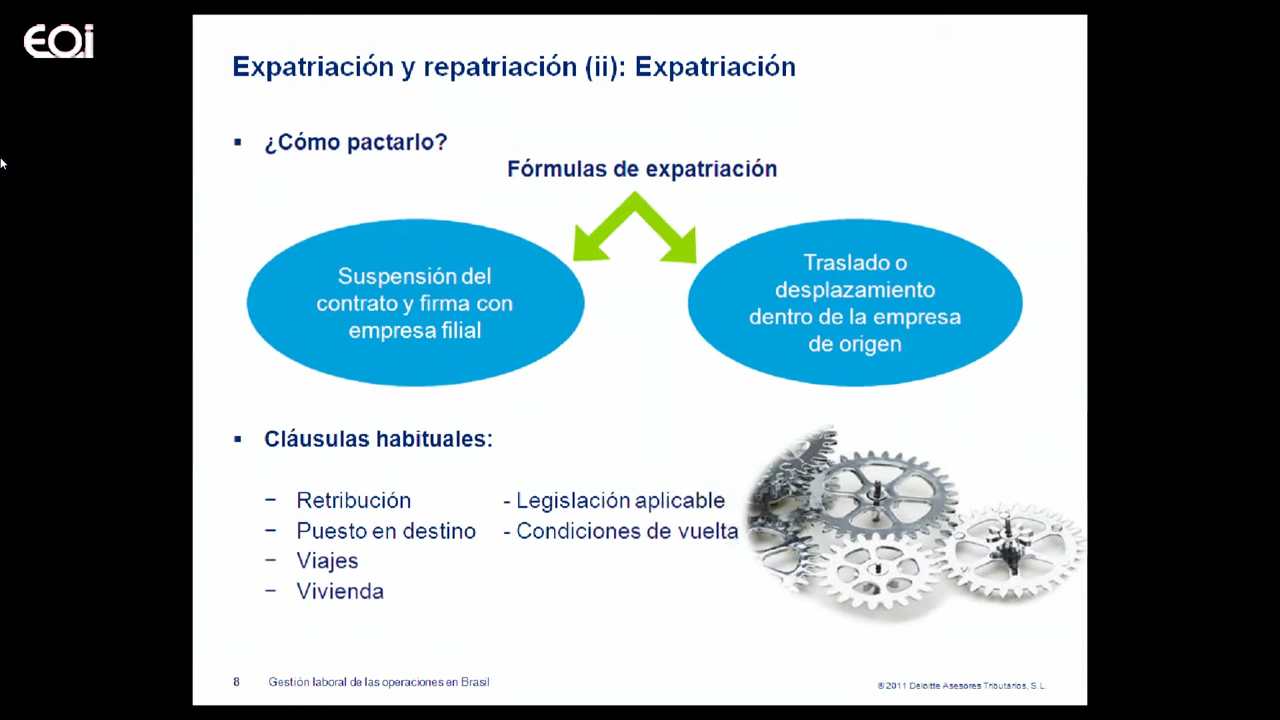 EOi
Expatriación y repatriación (ii): Expatriación
▪ ¿Cómo pactarlo?
Fórmulas de expatriación
Suspensión del
contrato y firma con
empresa filial
Traslado o
desplazamiento
dentro de la empresa
de origen
▪ Cláusulas habituales:
− Retribución
− Puesto en destino
− Viajes
− Vivienda
- Legislación aplicable
- Condiciones de vuelta
8 Gestión laboral de las operaciones en Brasil
© 2011 Deloitte Asesores Tributarios, S.L.